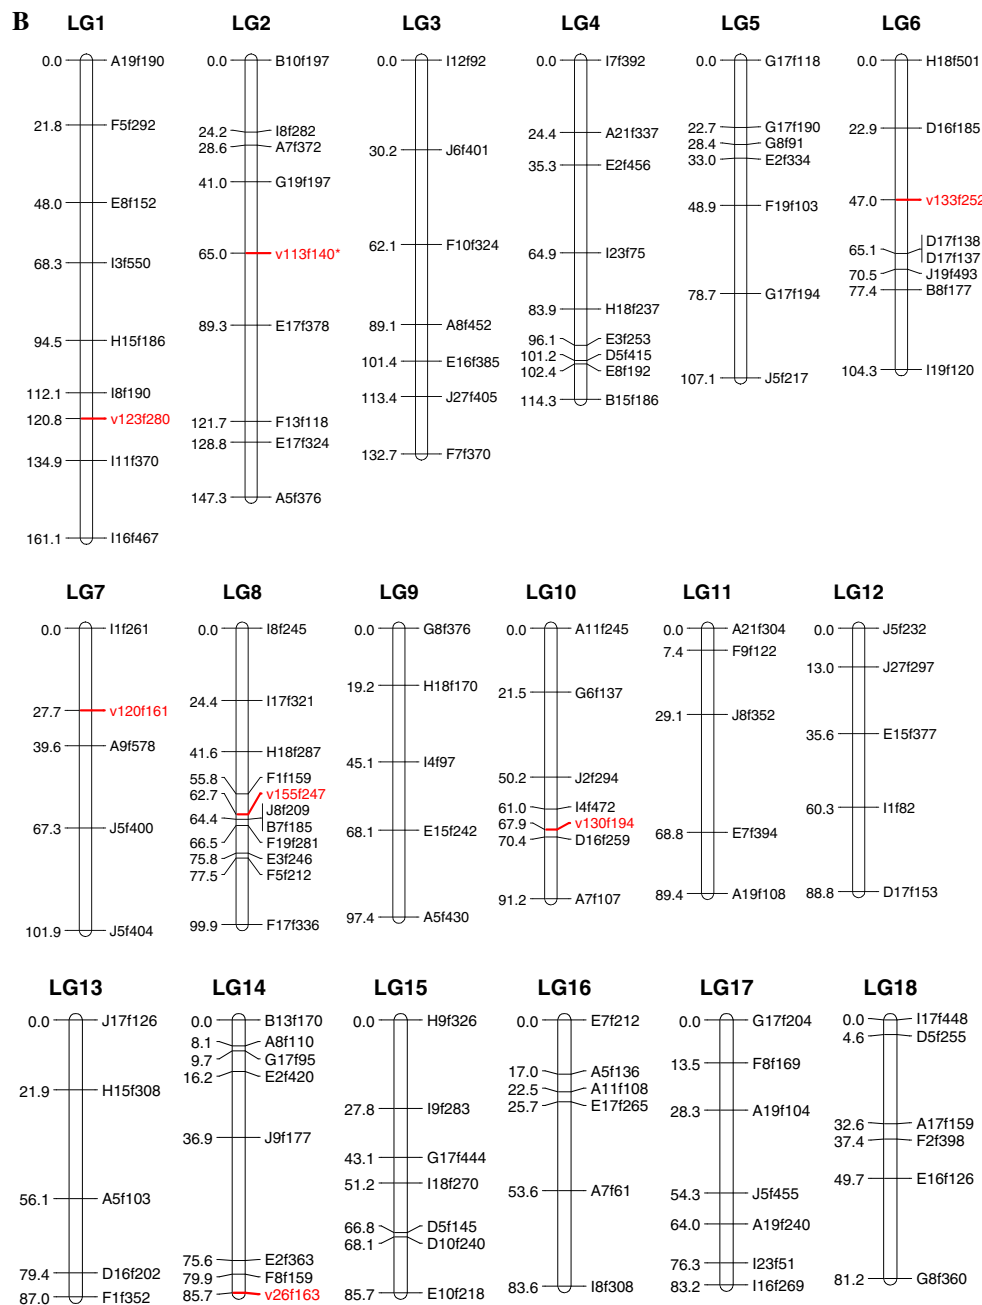 B
LG1
0.0 A19f190
21.8 F5f292
48.0 E8f152
68.3 I3f550
94.5 H15f186
112.1 I8f190
120.8 v123f280
134.9 I11f370
161.1 I16f467
LG2
0.0 B10f197
24.2 I8f282
28.6 A7f372
41.0 G19f197
65.0 v113f140*
89.3 E17f378
121.7 F13f118
128.8 E17f324
147.3 A5f376
LG3
0.0 I12f92
30.2 J6f401
62.1 F10f324
89.1 A8f452
101.4 E16f385
113.4 J27f405
132.7 F7f370
LG4
0.0 I7f392
24.4 A21f337
35.3 E2f456
64.9 I23f75
83.9 H18f237
96.1 E3f253
101.2 D5f415
102.4 E8f192
114.3 B15f186
LG5
0.0 G17f118
22.7 G17f190
28.4 G8f91
33.0 E2f334
48.9 F19f103
78.7 G17f194
107.1 J5f217
LG6
0.0 H18f501
22.9 D16f185
47.0 v133f252
65.1 D17f138
D17f137
70.5 J19f493
77.4 B8f177
104.3 I19f120
LG7
0.0 I1f261
27.7 v120f161
39.6 A9f578
67.3 J5f400
101.9 J5f404
LG8
0.0 I8f245
24.4 I17f321
41.6 H18f287
55.8 F1f159
62.7 v155f247
64.4 J8f209
B7f185
66.5 F19f281
75.8 E3f246
77.5 F5f212
99.9 F17f336
LG9
0.0 G8f376
19.2 H18f170
45.1 I4f97
68.1 E15f242
97.4 A5f430
LG10
0.0 A11f245
21.5 G6f137
50.2 J2f294
61.0 I4f472
67.9 v130f194
70.4 D16f259
91.2 A7f107
LG11
0.0 A21f304
7.4 F9f122
29.1 J8f352
68.8 E7f394
89.4 A19f108
LG12
0.0 J5f232
13.0 J27f297
35.6 E15f377
60.3 I1f82
88.8 D17f153
LG13
0.0 J17f126
21.9 H15f308
56.1 A5f103
79.4 D16f202
87.0 F1f352
LG14
0.0 B13f170
8.1 A8f110
9.7 G17f95
16.2 E2f420
36.9 J9f177
75.6 E2f363
79.9 F8f159
85.7 v26f163
LG15
0.0 H9f326
27.8 I9f283
43.1 G17f444
51.2 I18f270
66.8 D5f145
68.1 D10f240
85.7 E10f218
LG16
0.0 E7f212
17.0 A5f136
22.5 A11f108
25.7 E17f265
53.6 A7f61
83.6 I8f308
LG17
0.0 G17f204
13.5 F8f169
28.3 A19f104
54.3 J5f455
64.0 A19f240
76.3 I23f51
83.2 I16f269
LG18
0.0 I17f448
4.6 D5f255
32.6 A17f159
37.4 F2f398
49.7 E16f126
81.2 G8f360